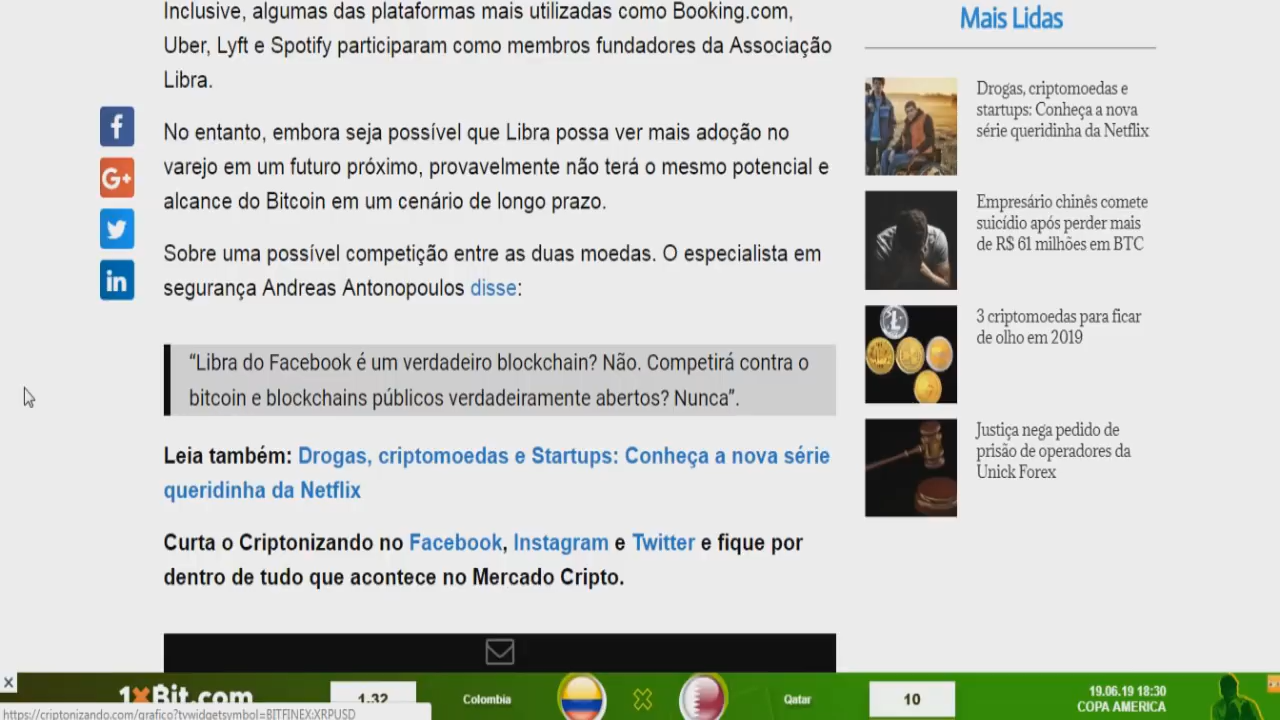 Inclusive, algumas das plataformas mais utilizadas como Booking.com,
Uber, Lyft e Spotify participaram como membros fundadores da Associação
Libra.
No entanto, embora seja possível que Libra possa ver mais adoção no
varejo em um futuro próximo, provavelmente não terá o mesmo potencial e
alcance do Bitcoin em um cenário de longo prazo.
Sobre uma possível competição entre as duas moedas. O especialista em
segurança Andreas Antonopoulos disse:
“Libra do Facebook é um verdadeiro blockchain? Não. Competirá contra o
bitcoin e blockchains públicos verdadeiramente abertos? Nunca”.
Leia também: Drogas, criptomoedas e Startups: Conheça a nova série
queridinha da Netflix
Curta o Criptonizando no Facebook, Instagram e Twitter e fique por
dentro de tudo que acontece no Mercado Cripto.
f
G+
in
Mais Lidas
Drogas, criptomoedas e
startups: Conheça a nova
série queridinha da Netflix
Empresário chinês comete
suicídio após perder mais
de R$ 61 milhões em BTC
3 criptomoedas para ficar
de olho em 2019
Justiça nega pedido de
prisão de operadores da
Unick Forex
1xBit.com
1.32
Colombia
Qatar
10
19.06.19 18:30
COPA AMERICA
https://criptonizando.com/grafico?tvwidgetsymbol=BITFINEX:XRPUSD